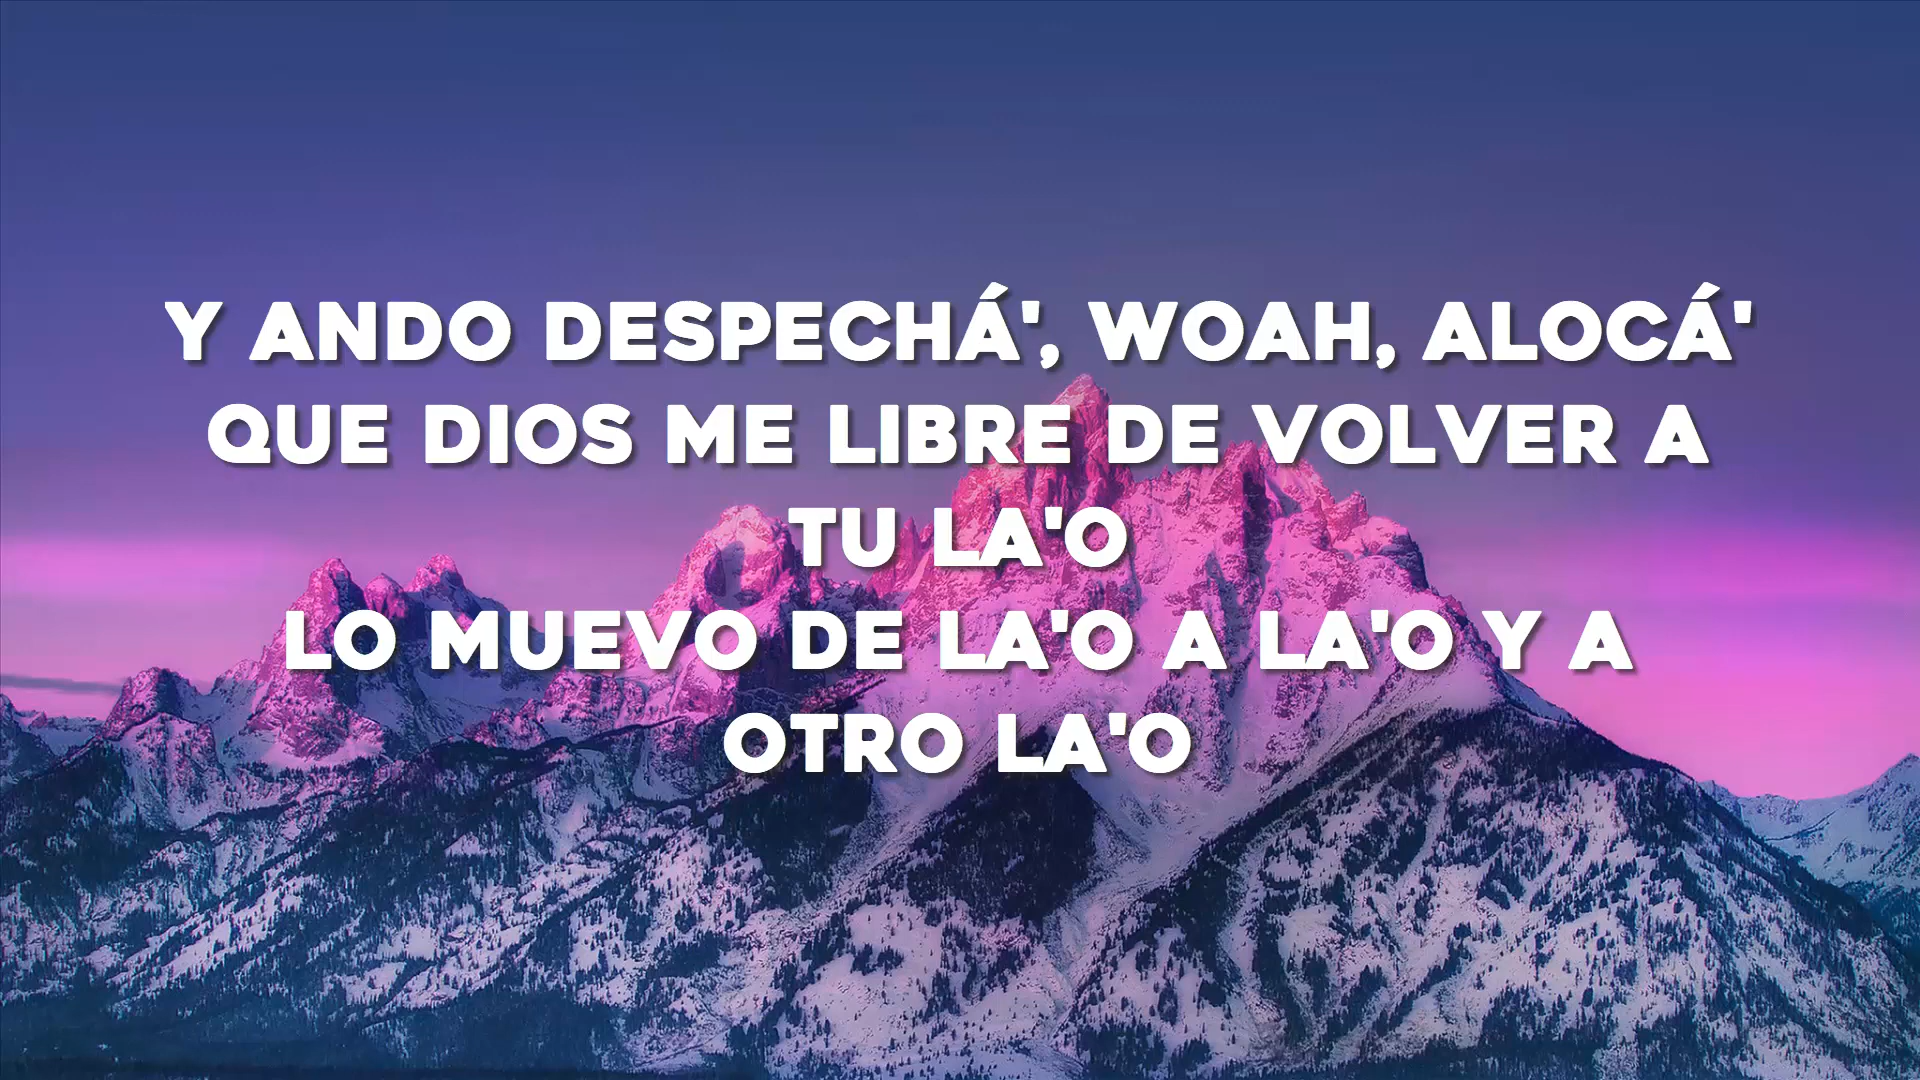 Y ANDO DESPECHÁ', WOAH, ALOCÁ'
QUE DIOS ME LIBRE DE VOLVER A
TU LA'O
LO MUEVO DE LA'O A LA'O Y A
OTRO LA'O